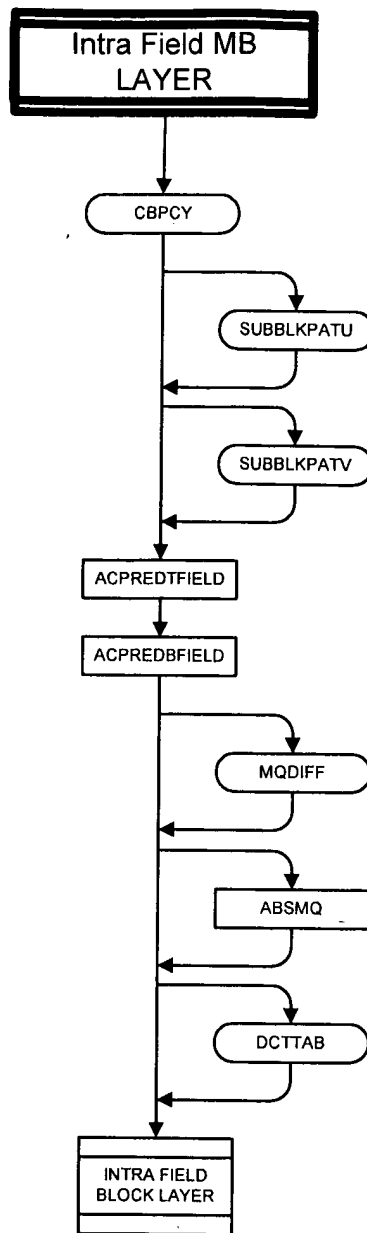 Intra Field MB
LAYER
CBPCY
SUBBLKPATU
SUBBLKPATV
ACPREDTFIELD
ACPREDBFIELD
MQDIFF
ABSMQ
DCTTAB
INTRA FIELD
BLOCK LAYER